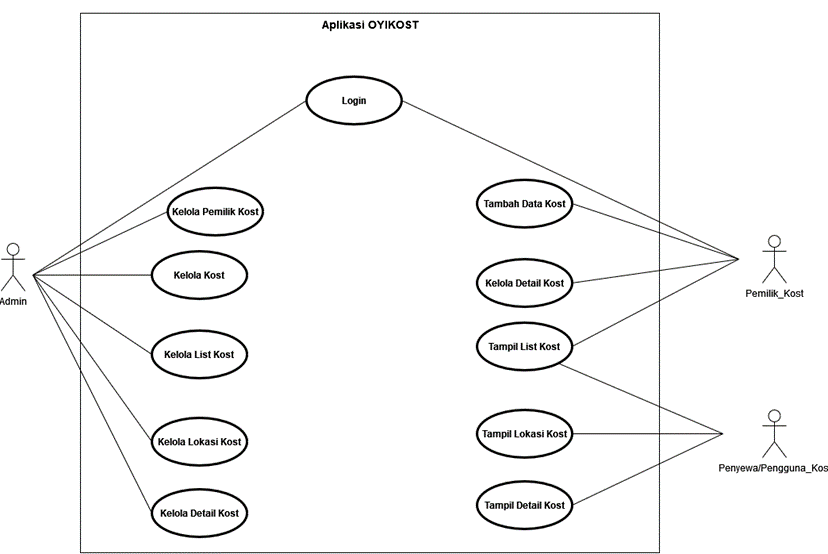 Aplikasi OYIKOST
Login
Kelola Pemilik Kost
Tambah Data Kost
Kelola Kost
Kelola Detail Kost
Admin
Pemilik_Kost
Kelola List Kost
Tampil List Kost
Kelola Lokasi Kost
Tampil Lokasi Kost
Penyewa/Pengguna_Kos
Kelola Detail Kost
Tampil Detail Kost